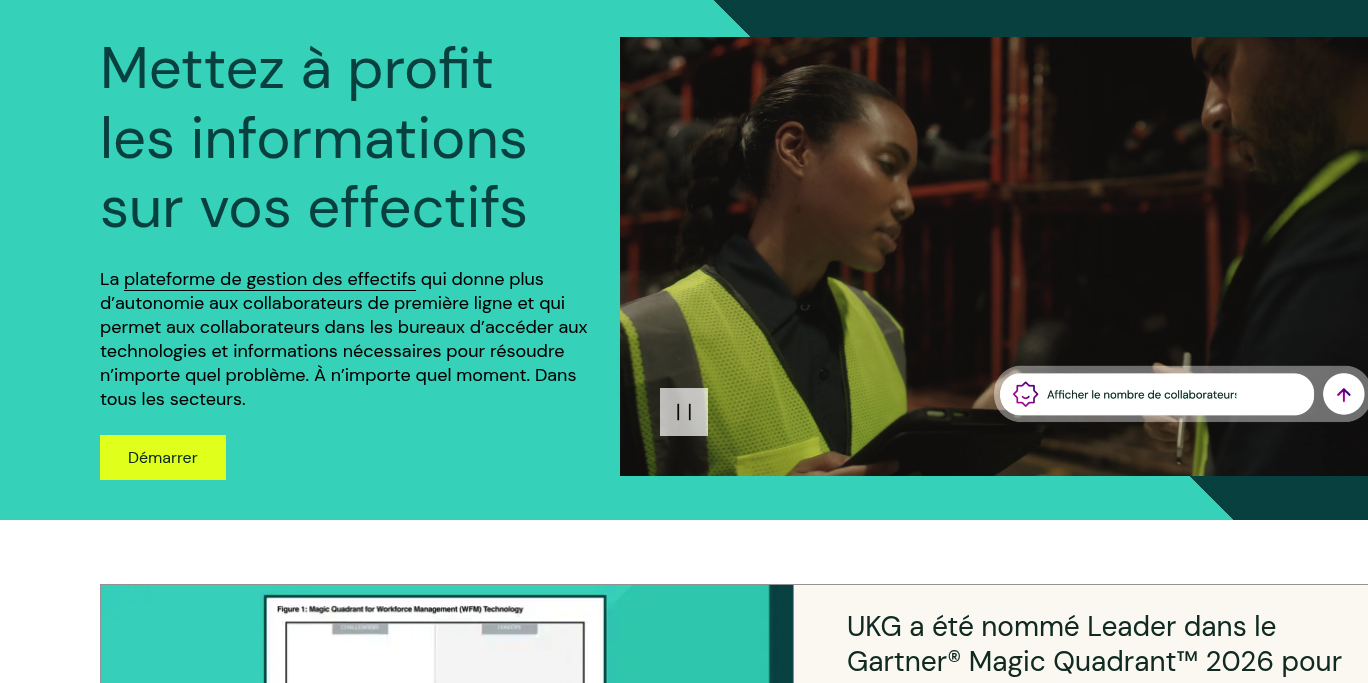 Mettez à profit
les informations
sur vos effectifs
La plateforme de gestion des effectifs qui donne plus
d’autonomie aux collaborateurs de première ligne et qui
permet aux collaborateurs dans les bureaux d’accéder aux
technologies et informations nécessaires pour résoudre
n’importe quel problème. À n’importe quel moment. Dans
tous les secteurs.
Démarrer
Afficher le nombre de collaborateurs
Figure 1: Magic Quadrant for Workforce Management (WFM) Technology
CHALLENGERS
LEADERS
UKG a été nommé Leader dans le
Gartner® Magic Quadrant™ 2026 pour